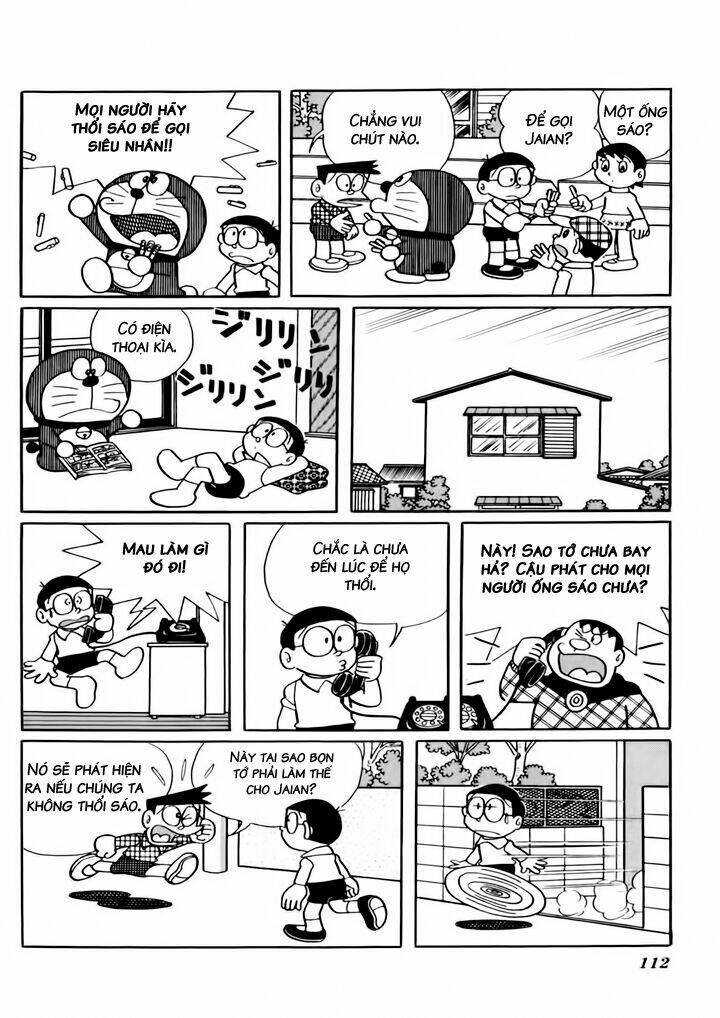 MỘT ỐNG
SÁO?
ĐỂ GỌI
JAIAN?
CHẲNG VUI
CHÚT NÀO.
MỌI NGƯỜI HÃY
THỔI SÁO ĐỂ GỌI
SIÊU NHÂN!!
CÓ ĐIỆN
THOẠI KÌA.
ジリリン
ジリリリ
ジリリン
NÀY! SAO TỚ CHƯA BAY
HẢ? CẬU PHÁT CHO MỌI
NGƯỜI ỐNG SÁO CHƯA?
CHẮC LÀ CHƯA
ĐẾN LÚC ĐỂ HỌ
THỔI.
MAU LÀM GÌ
ĐÓ ĐI!
NÀY TẠI SAO BỌN
TỚ PHẢI LÀM THẾ
CHO JAIAN?
NÓ SẼ PHÁT HIỆN
RA NẾU CHÚNG TA
KHÔNG THỔI SÁO.
112